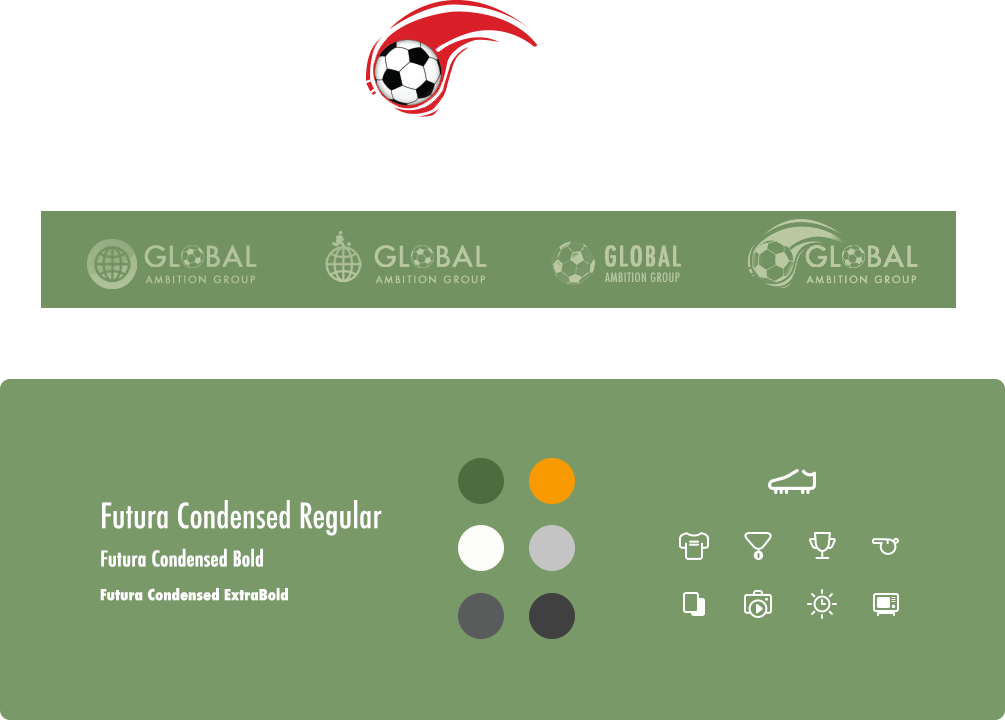 GLOBAL
AMBITION GROUP
GLOBAL
AMBITION GROUP
GLOBAL
AMBITION GROUP
GLOBAL
AMBITION GROUP
Futura Condensed Regular
Futura Condensed Bold
Futura Condensed ExtraBold